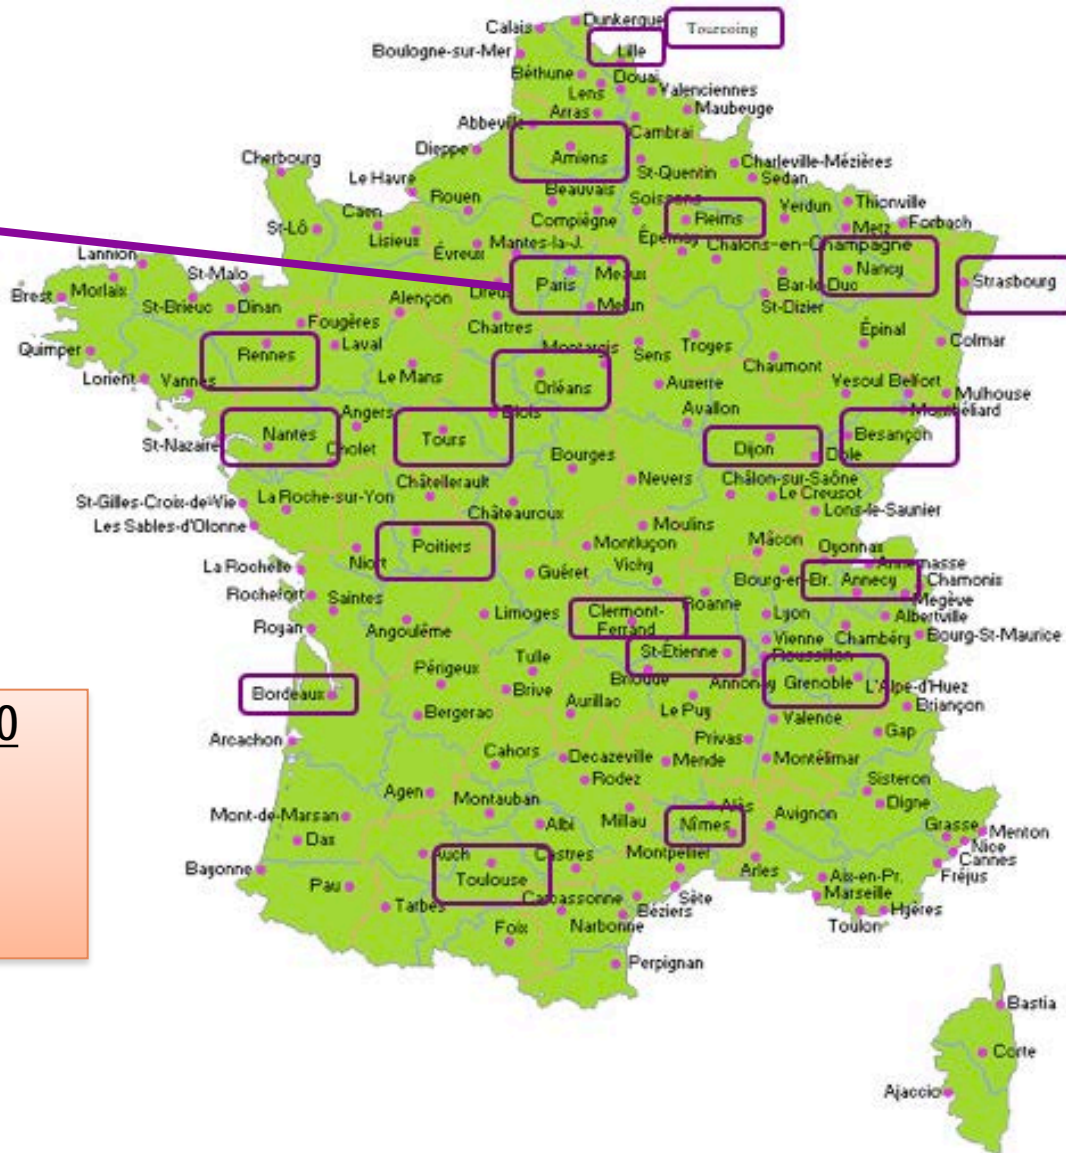 Dunkerque
Tourcoing
Calais
Lille
Boulogne-sur-Mer
Béthune
Douai
Lens
Valenciennes
Maubeuge
Arras
Abbeville
Cambrai
Dieppe
Amiens
Cherbourg
Charleville-Mézières
St-Quentin
Sedan
Le Havre
Rouen
Beauvais
Soissons
Verdun
Thionville
Caen
Compiègne
Reims
St-Lô
Lisieux
Metz
Forbach
Évreux
Mantes-la-J.
Épernay
Châlons-en-Champagne
Lannion
St-Malo
Paris
Meaux
Nancy
Strasbourg
Brest
Morlaix
Dreux
Bar-le-Duc
St-Brieuc
Dinan
Alençon
Melun
St-Dizier
Fougères
Chartres
Épinal
Quimper
Rennes
Laval
Montargis
Sens
Troyes
Colmar
Chaumont
Lorient
Vannes
Le Mans
Orléans
Auxerre
Vesoul
Belfort
Mulhouse
Angers
Blois
Avallon
Montbéliard
St-Nazaire
Nantes
Cholet
Tours
Dijon
Dole
Besançon
Bourges
Châtellerault
Nevers
Châlon-sur-Saône
St-Gilles-Croix-de-Vie
La Roche-sur-Yon
Le Creusot
Châteauroux
Lons-le-Saunier
Les Sables-d'Olonne
Moulins
Poitiers
Montluçon
Mâcon
Oyonnax
Niort
Annemasse
La Rochelle
Guéret
Vichy
Bourg-en-Br.
Annecy
Chamonix
Rochefort
Saintes
Roanne
Megève
Limoges
Clermont-
Ferrand
Lyon
Albertville
Royan
Angoulême
Vienne
Chambéry
Bourg-St-Maurice
Tulle
St-Étienne
Roussillon
Périgeux
Brioude
Annonay
Grenoble
L'Alpe-d'Huez
Bordeaux
Brive
Aurillac
Le Puy
Briançon
Bergerac
Valence
0
Arcachon
Privas
Gap
Cahors
Decazeville
Mende
Montélimar
Rodez
Sisteron
Agen
Montauban
Digne
Mont-de-Marsan
Albi
Millau
Nîmes
Alès
Avignon
Dax
Grasse
Menton
Nice
Auch
Castres
Montpellier
Cannes
Bayonne
Toulouse
Arles
Aix-en-Pr.
Fréjus
Pau
Carcassonne
Sète
Marseille
Tarbes
Béziers
Hyères
Foix
Narbonne
Toulon
Perpignan
Bastia
Corte
Ajaccio